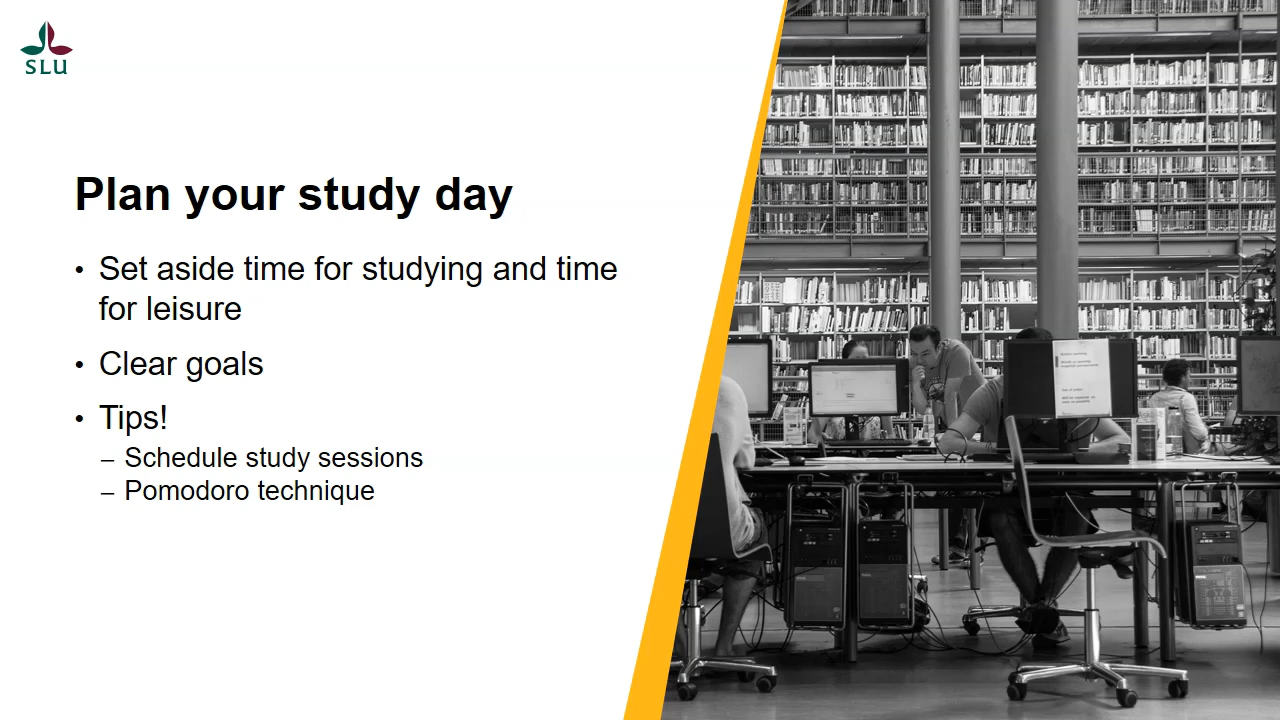 SLU
Plan your study day
• Set aside time for studying and time
for leisure
• Clear goals
• Tips!
– Schedule study sessions
– Pomodoro technique